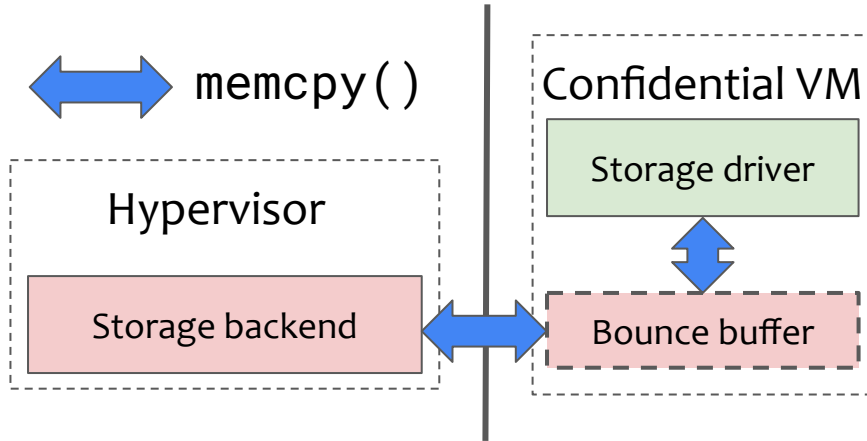 memcpy()
Hypervisor
Storage backend
Confidential VM
Storage driver
Bounce buffer